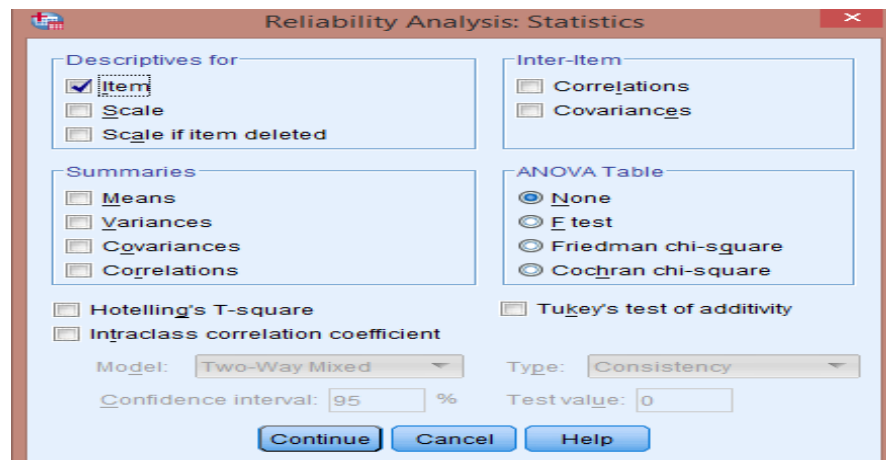 Reliability Analysis: Statistics
Descriptives for
Item
Scale
Scale if item deleted
Inter-Item
Correlations
Covariances
Summaries
Means
Variances
Covariances
Correlations
ANOVA Table
None
F test
Friedman chi-square
Cochran chi-square
Hotelling's T-square
Tukey's test of additivity
Intraclass correlation coefficient
Model: Two-Way Mixed Type: Consistency
Confidence interval: 95 % Test value: 0
Continue Cancel Help